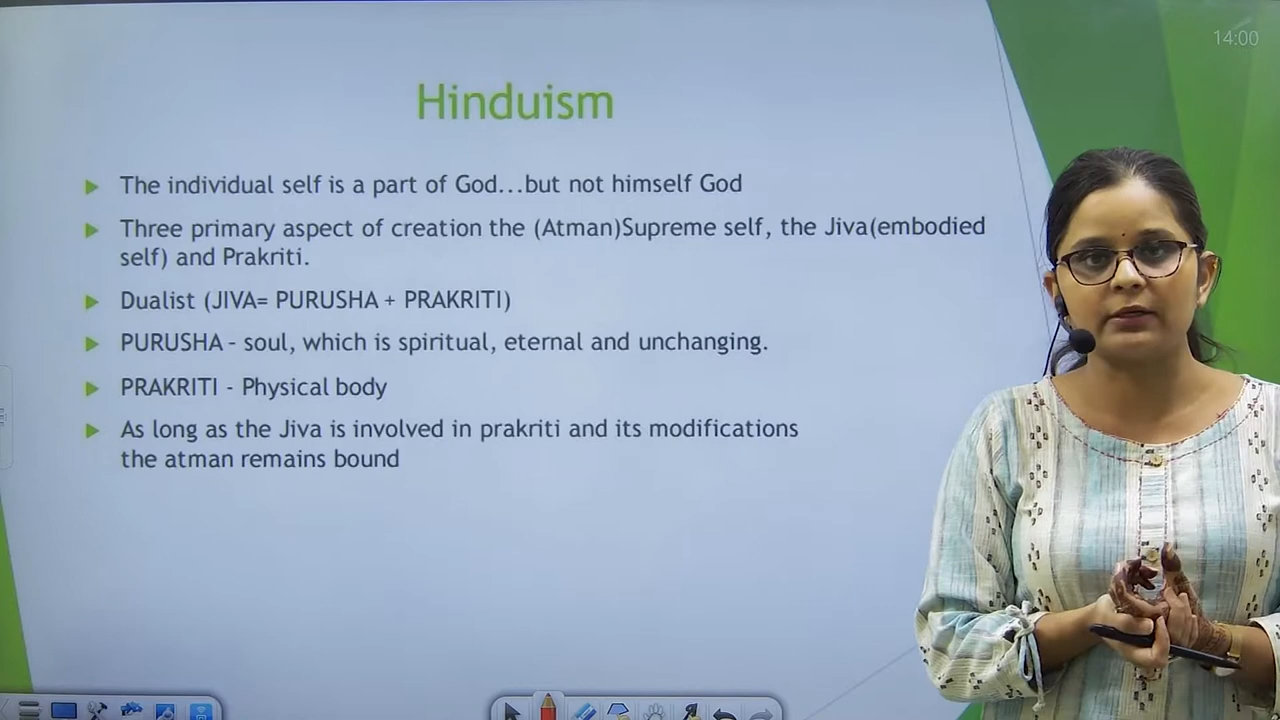 14:00
Hinduism
The individual self is a part of God...but not himself God
Three primary aspect of creation the (Atman)Supreme self, the Jiva(embodied
self) and Prakriti.
Dualist (JIVA= PURUSHA + PRAKRITI)
PURUSHA – soul, which is spiritual, eternal and unchanging.
PRAKRITI - Physical body
As long as the Jiva is involved in prakriti and its modifications
the atman remains bound